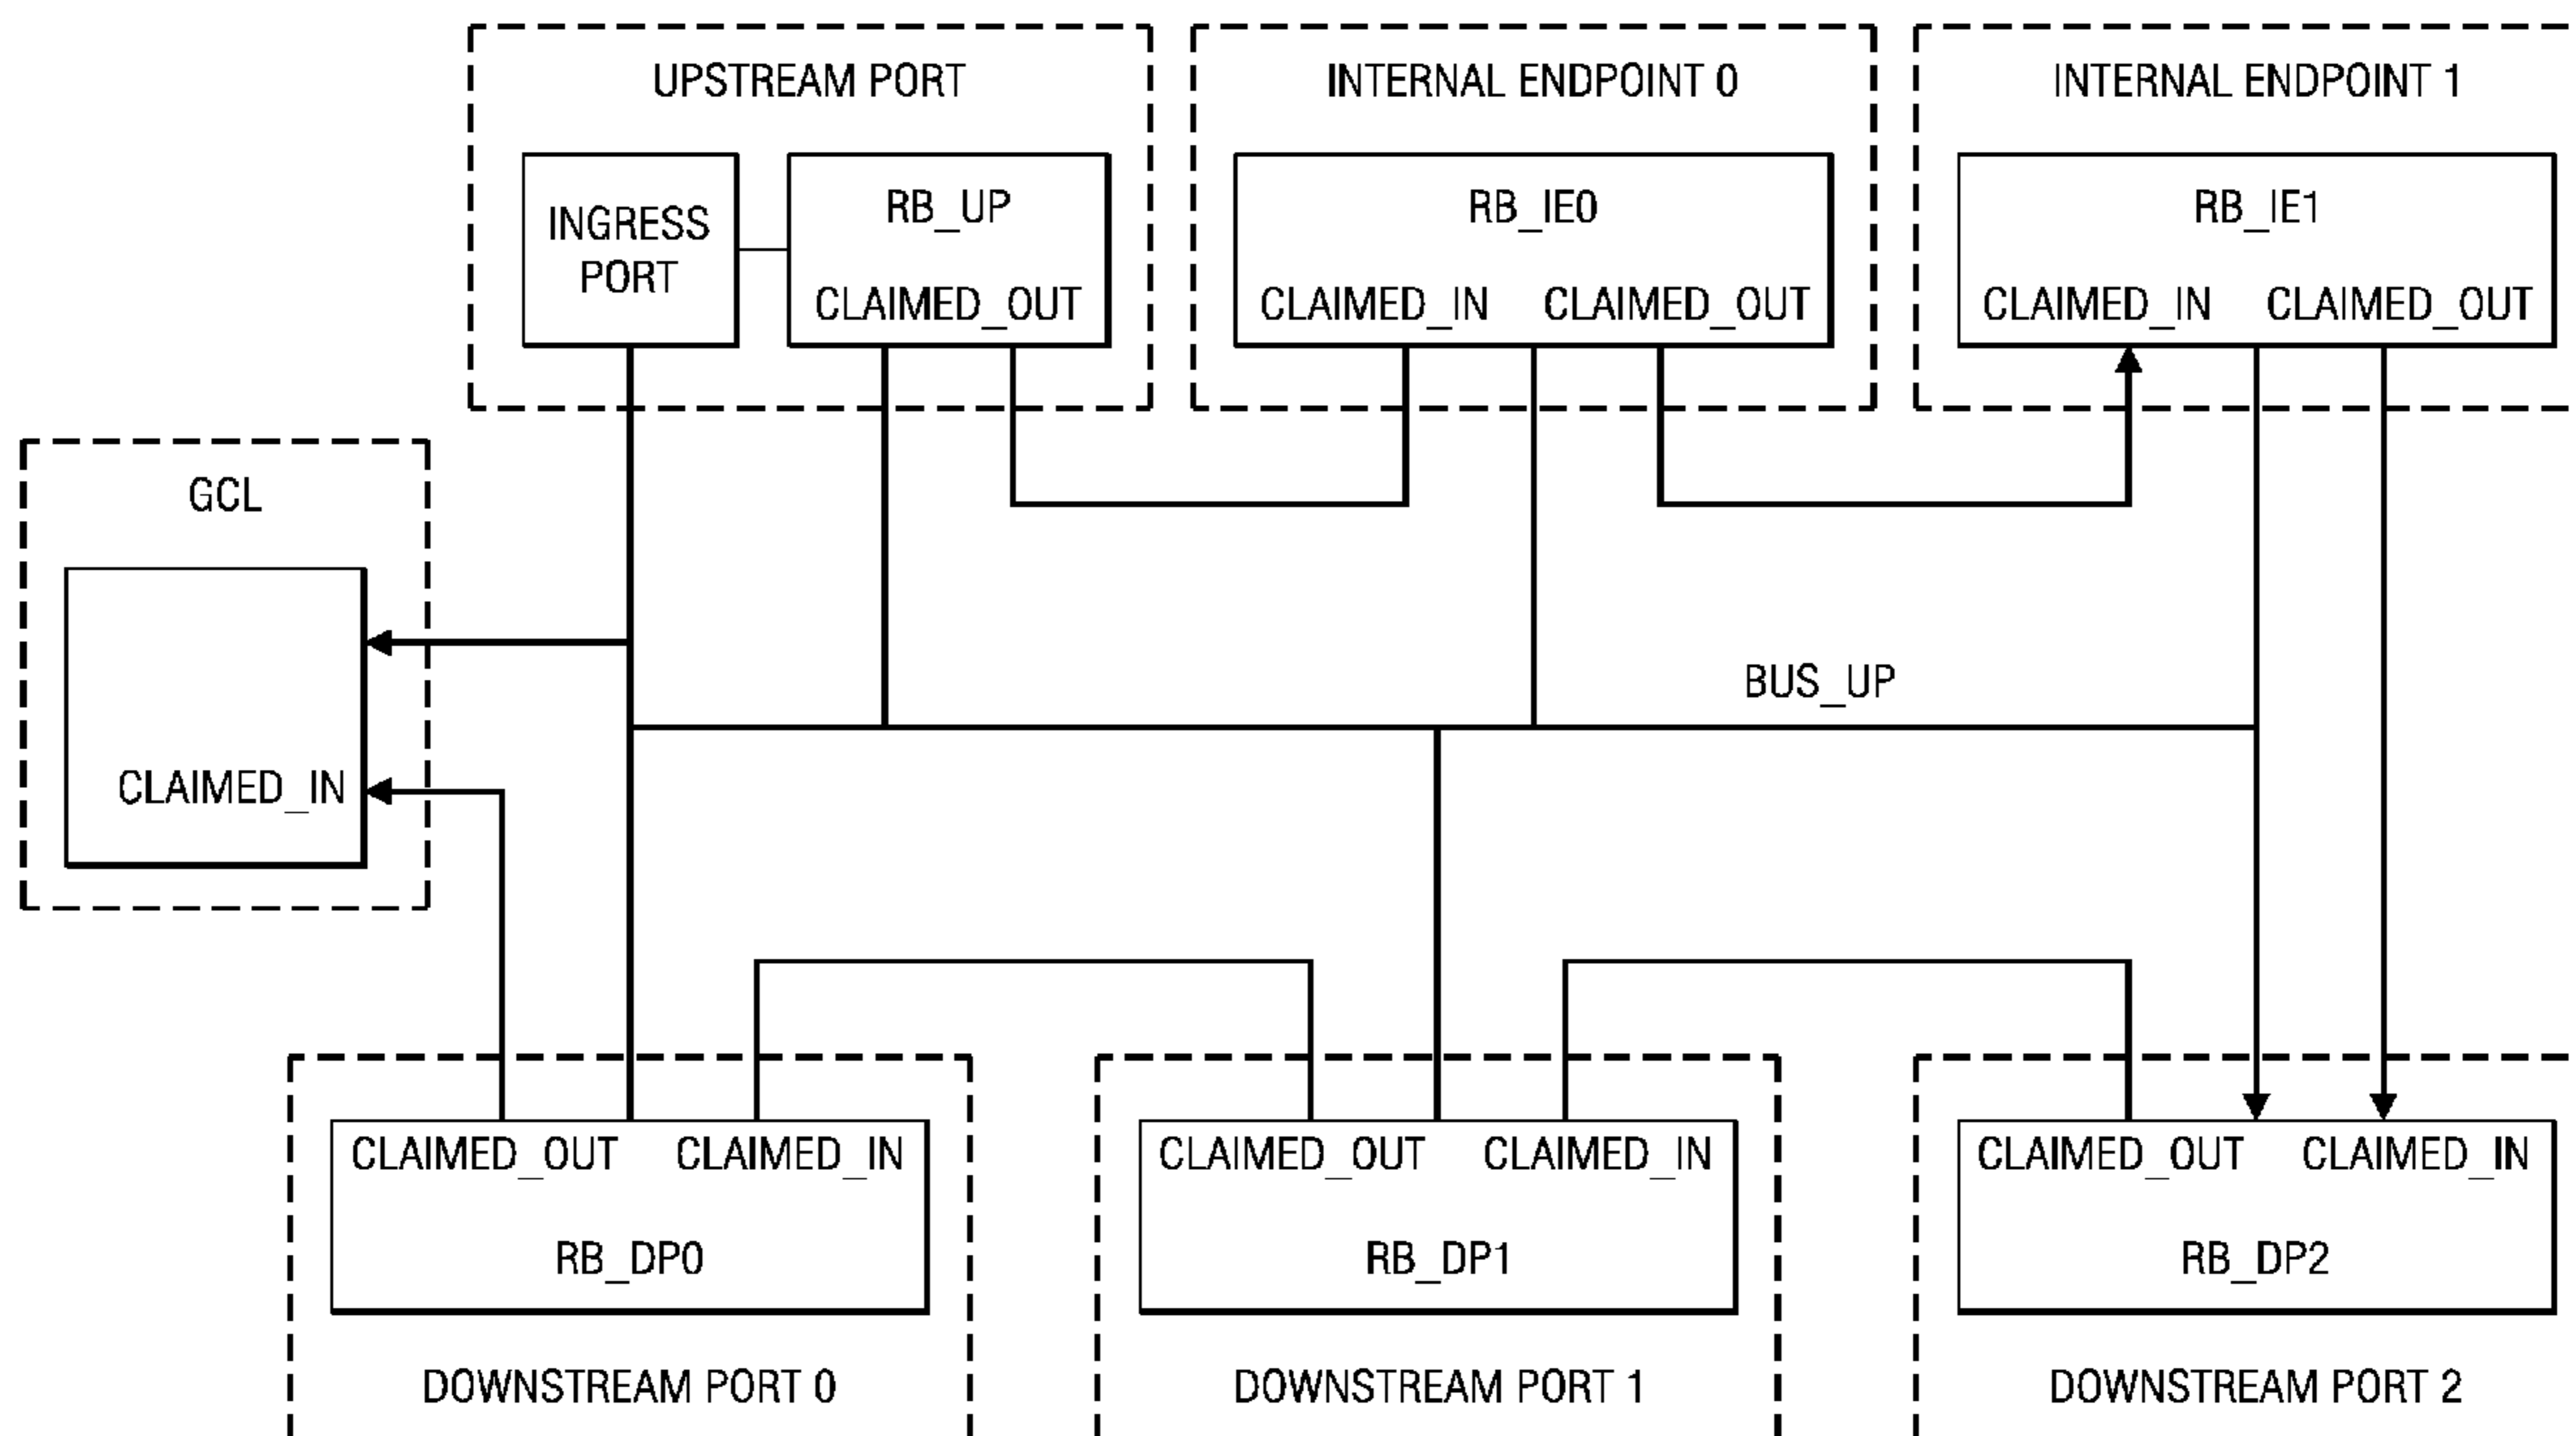 UPSTREAM PORT
INGRESS
PORT
RB_UP
CLAIMED_OUT
INTERNAL ENDPOINT 0
RB_IE0
CLAIMED_IN CLAIMED_OUT
INTERNAL ENDPOINT 1
RB_IE1
CLAIMED_IN CLAIMED_OUT
GCL
CLAIMED_IN
BUS_UP
CLAIMED_OUT CLAIMED_IN
RB_DP0
DOWNSTREAM PORT 0
CLAIMED_OUT CLAIMED_IN
RB_DP1
DOWNSTREAM PORT 1
CLAIMED_OUT CLAIMED_IN
RB_DP2
DOWNSTREAM PORT 2